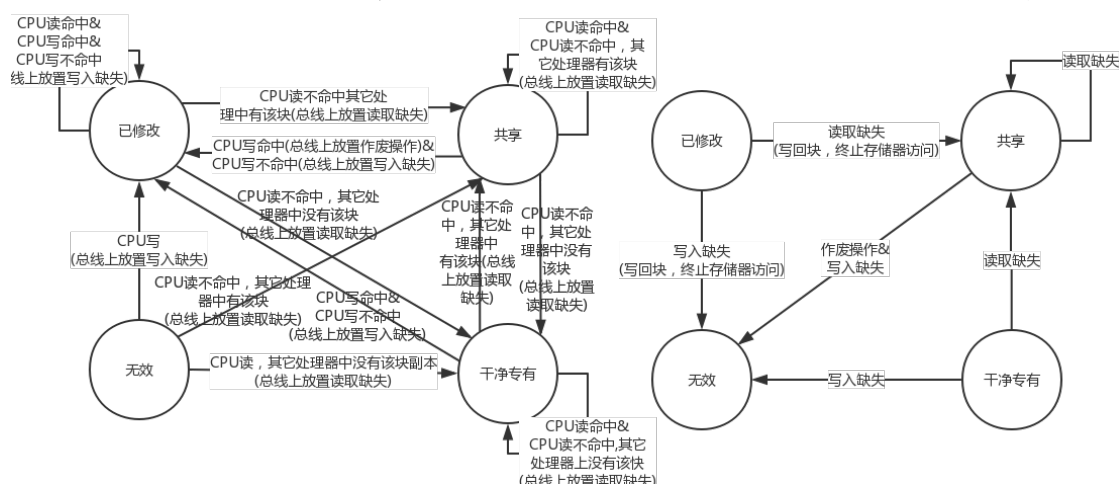 CPU读命中&
CPU写命中&
CPU写不命中
线上放置写入缺失)
已修改
CPU读不命中其它处
理中有该块(总线上放置读取缺失)
CPU读命中&
CPU读不命中，其
它处理器有该块
(总线上放置读取缺失)
共享
CPU写命中(总线上放置作废操作)&
CPU写不命中(总线上放置写入缺失)
CPU读不命中，其它处
理器中没有该块
(总线上放置读取缺失)
CPU读不命
中，其它处
理器中
有该块(总线
上放置读取
缺失)
CPU读不命
中，其它处
理器中没有
该块
(总线上放置
读取缺失)
CPU写
(总线上放置写入缺失)
CPU读不命中，其它处理
器中有该块
(总线上放置读取缺失)
CPU写命中&
CPU写不命中
(总线上放置写入缺失)
无效
CPU读，其它处理器中没有该块副本
(总线上放置读取缺失)
干净专有
CPU读命中&
CPU读不命中,其它
处理器上没有该快
(总线上放置读取缺失)
读取缺失
已修改
读取缺失
(写回块，终止存储器访问)
共享
写入缺失
(写回块，终止存储器访问)
作废操作&
写入缺失
读取缺失
无效
写入缺失
干净专有